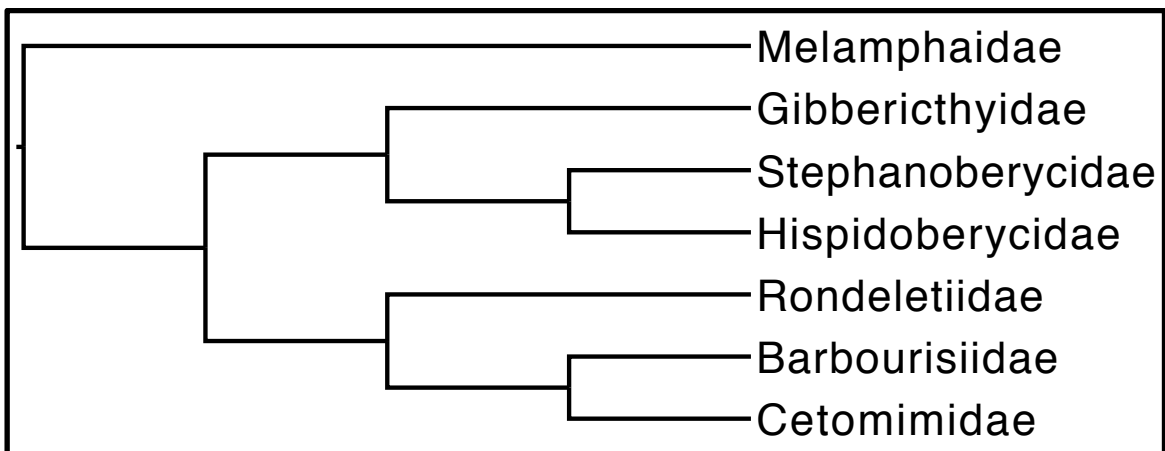 Melamphaidae
Gibbericthyidae
Stephanoberycidae
Hispidoberycidae
Rondeletiidae
Barbourisiidae
Cetomimidae